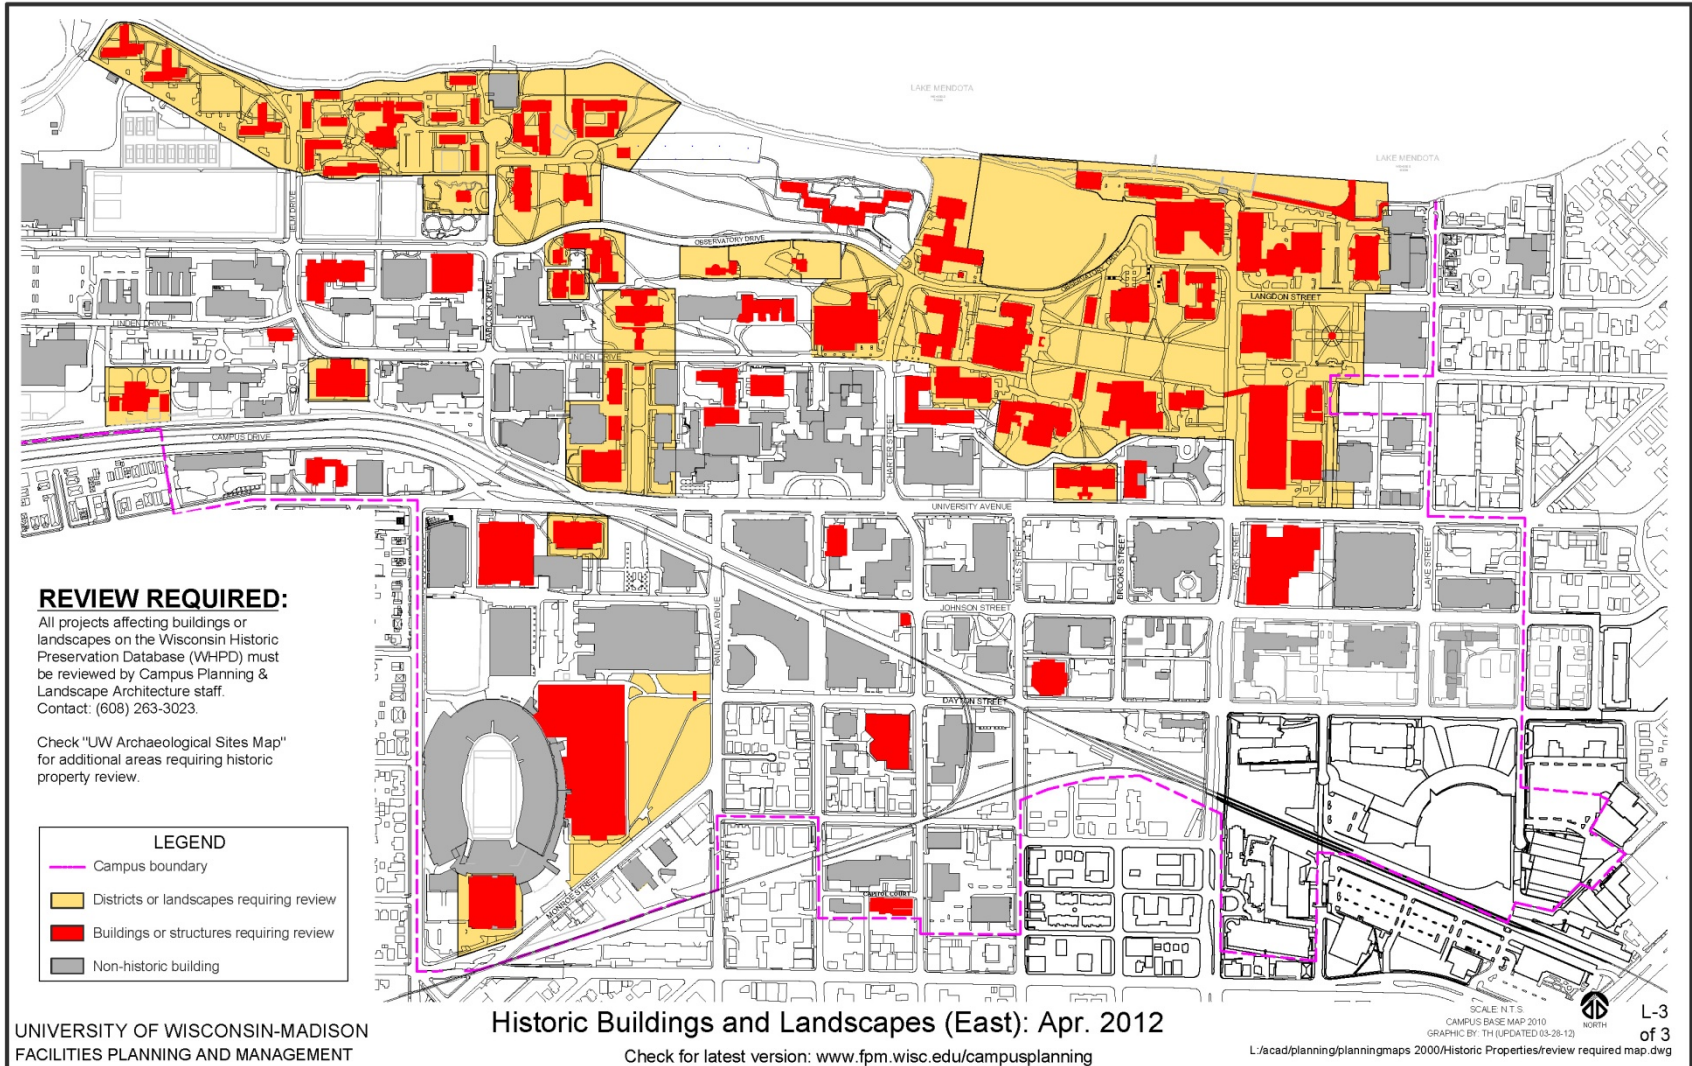 LAKE MENDOTA
LAKE MENDOTA
OBSERVATORY DRIVE
OBSERVATORY DRIVE
BABCOCK DRIVE
LANGDON STREET
LINDEN DRIVE
LINDEN DRIVE
CAMPUS DRIVE
CHARTER STREET
UNIVERSITY AVENUE
MILLS STREET
BROOKS STREET
PARK STREET
LAKE STREET
JOHNSON STREET
RANDALL AVENUE
DAYTON STREET
MONROE STREET
CAPITOL COURT
REVIEW REQUIRED:
All projects affecting buildings or
landscapes on the Wisconsin Historic
Preservation Database (WHPD) must
be reviewed by Campus Planning &
Landscape Architecture staff.
Contact: (608) 263-3023.
Check "UW Archaeological Sites Map"
for additional areas requiring historic
property review.
LEGEND
Campus boundary
Districts or landscapes requiring review
Buildings or structures requiring review
Non-historic building
UNIVERSITY OF WISCONSIN-MADISON
FACILITIES PLANNING AND MANAGEMENT
Historic Buildings and Landscapes (East): Apr. 2012
Check for latest version: www.fpm.wisc.edu/campusplanning
SCALE: N.T.S.
CAMPUS BASE MAP 2010
GRAPHIC BY: TH (UPDATED 03-28-12)
NORTH
L-3
of 3
L:/acad/planning/planningmaps 2000/Historic Properties/review required map.dwg